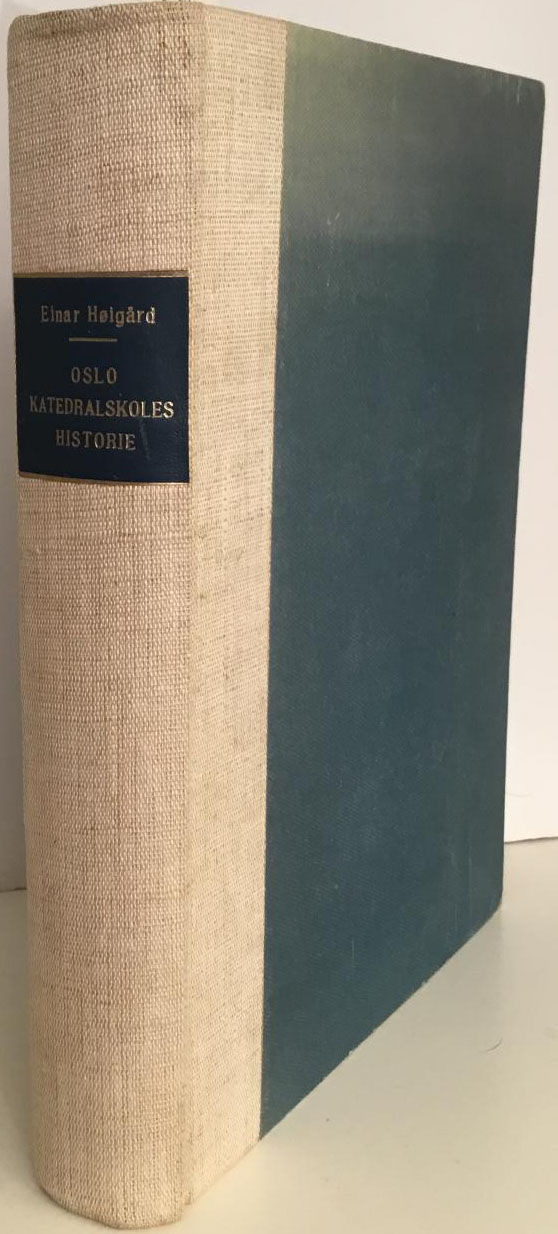 Einar Høigård
OSLO
KATEDRALSKOLES
HISTORIE